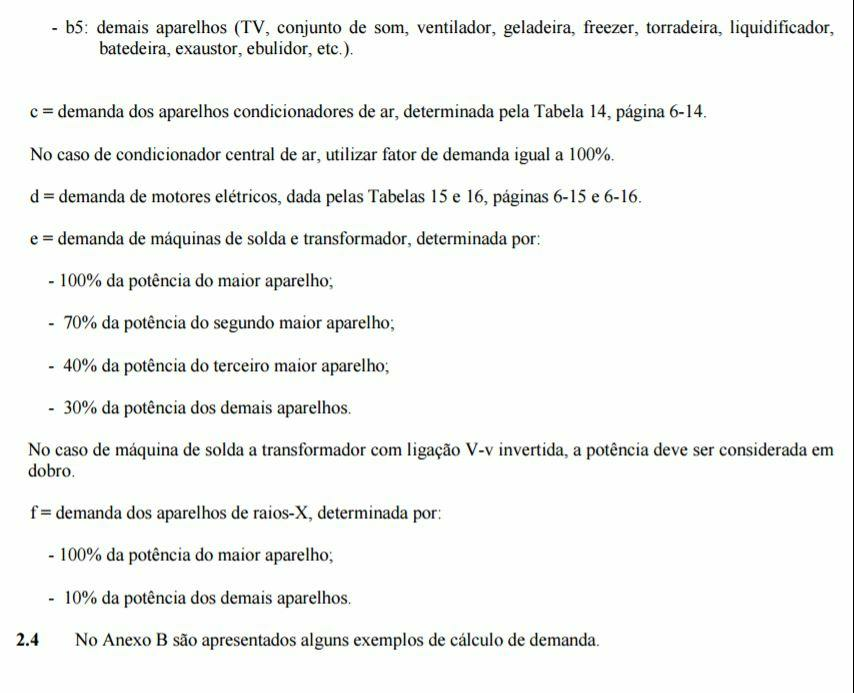 - b5: demais aparelhos (TV, conjunto de som, ventilador, geladeira, freezer, torradeira, liquidificador,
batedeira, exaustor, ebulidor, etc.).
c = demanda dos aparelhos condicionadores de ar, determinada pela Tabela 14, página 6-14.
No caso de condicionador central de ar, utilizar fator de demanda igual a 100%.
d = demanda de motores elétricos, dada pelas Tabelas 15 e 16, páginas 6-15 e 6-16.
e = demanda de máquinas de solda e transformador, determinada por:
- 100% da potência do maior aparelho;
- 70% da potência do segundo maior aparelho;
- 40% da potência do terceiro maior aparelho;
- 30% da potência dos demais aparelhos.
No caso de máquina de solda a transformador com ligação V-v invertida, a potência deve ser considerada em
dobro.
f = demanda dos aparelhos de raios-X, determinada por:
- 100% da potência do maior aparelho;
- 10% da potência dos demais aparelhos.
2.4 No Anexo B são apresentados alguns exemplos de cálculo de demanda.